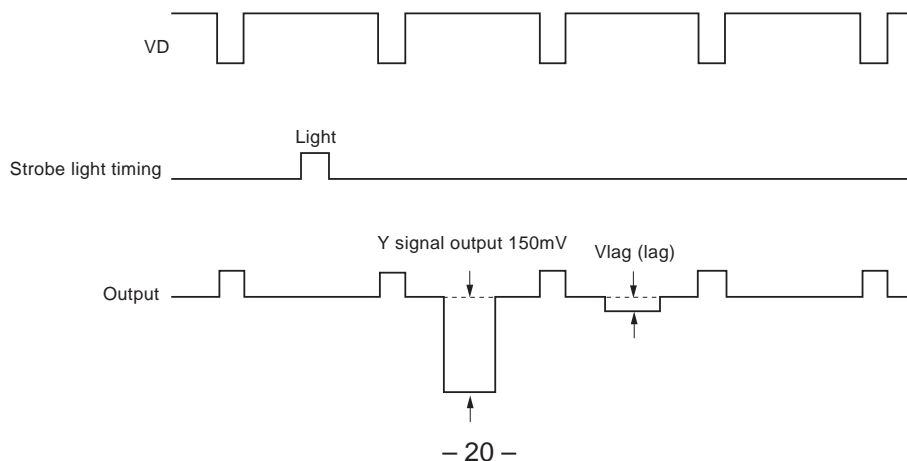 VD
Light
Strobe light timing
Y signal output 150mV
Vlag (lag)
Output
– 20 –